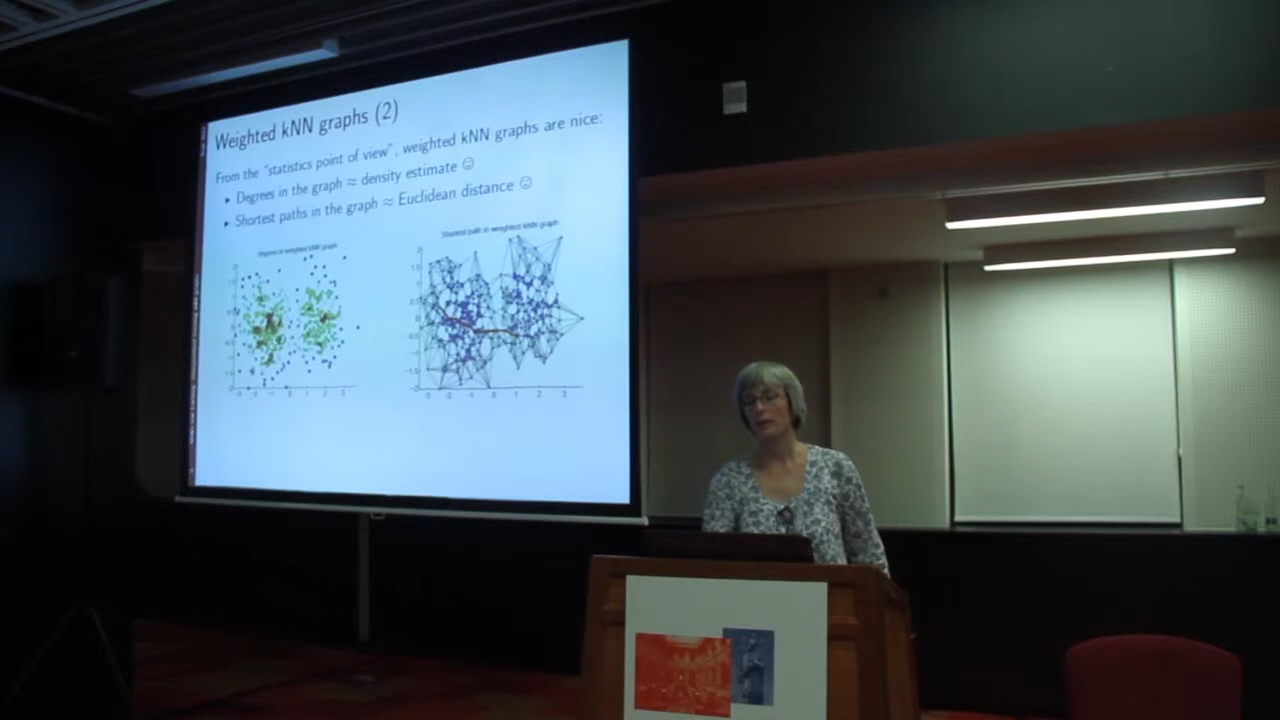 Weighted kNN graphs (2)
From the "statistics point of view", weighted kNN graphs are nice:
▸ Degrees in the graph ≈ density estimate ☺
▸ Shortest paths in the graph ≈ Euclidean distance ☺
Degrees in weighted kNN graph
Shortest path in weighted kNN graph